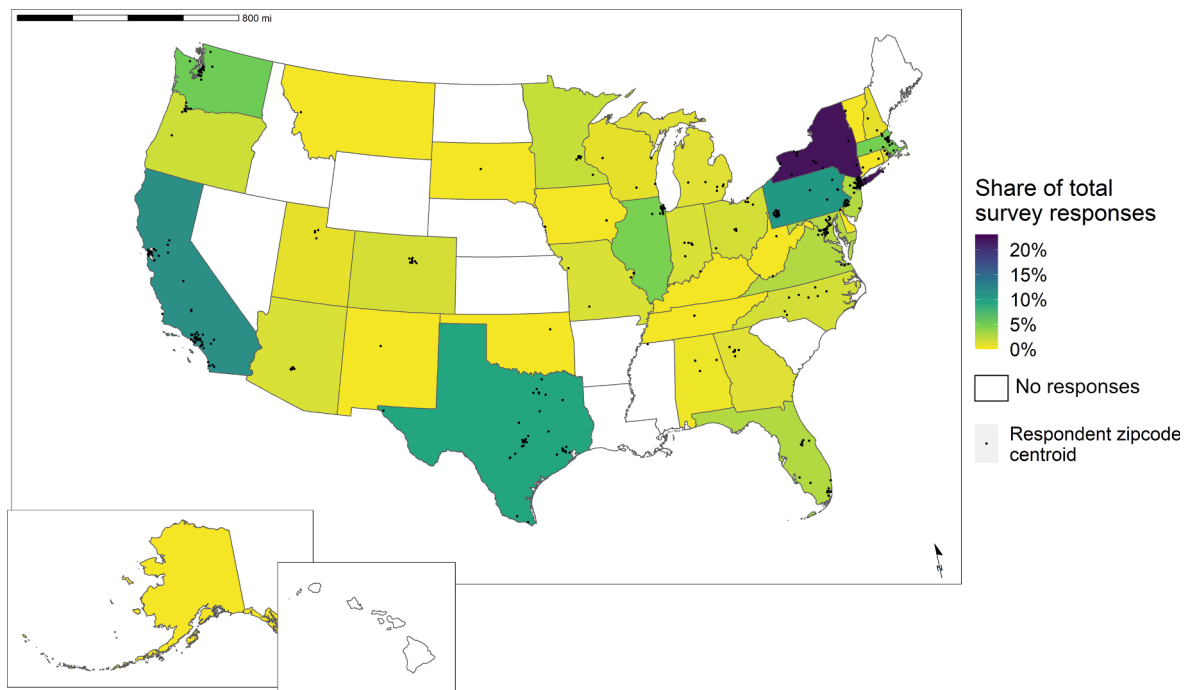 800 mi
Share of total
survey responses
20%
15%
10%
5%
0%
No responses
Respondent zipcode
centroid
N